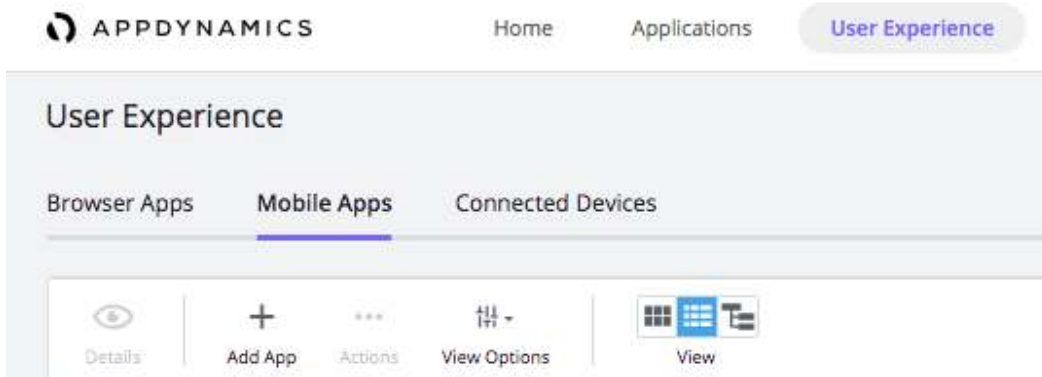 APPDYNAMICS Home Applications User Experience
User Experience
Browser Apps Mobile Apps Connected Devices
Details Add App Actions View Options View